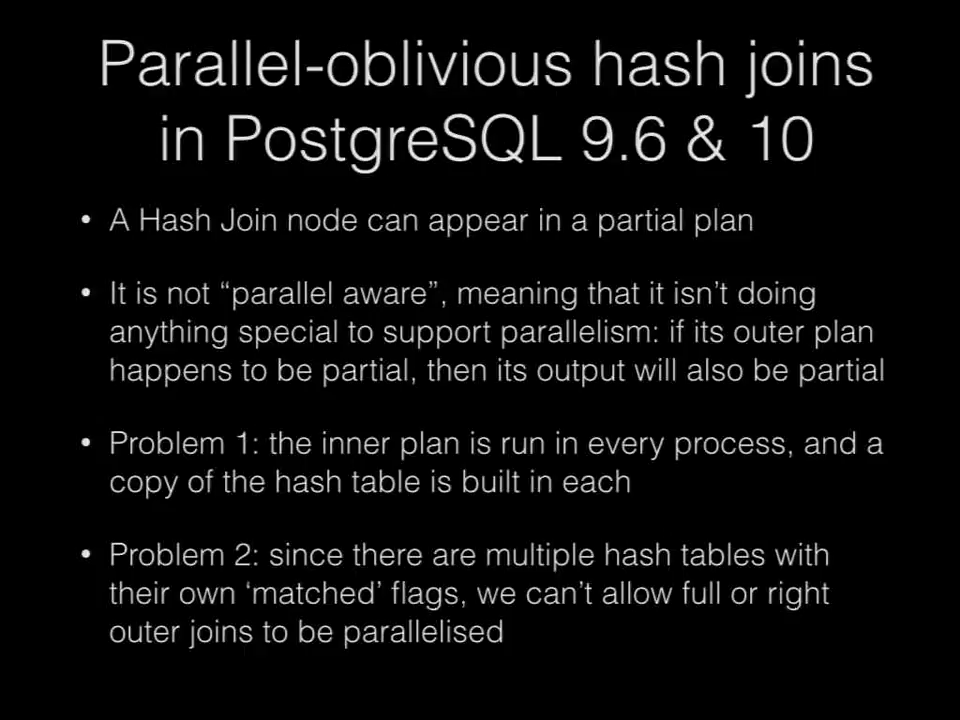 Parallel-oblivious hash joins
in PostgreSQL 9.6 & 10
• A Hash Join node can appear in a partial plan
• It is not “parallel aware”, meaning that it isn’t doing
anything special to support parallelism: if its outer plan
happens to be partial, then its output will also be partial
• Problem 1: the inner plan is run in every process, and a
copy of the hash table is built in each
• Problem 2: since there are multiple hash tables with
their own ‘matched’ flags, we can’t allow full or right
outer joins to be parallelised